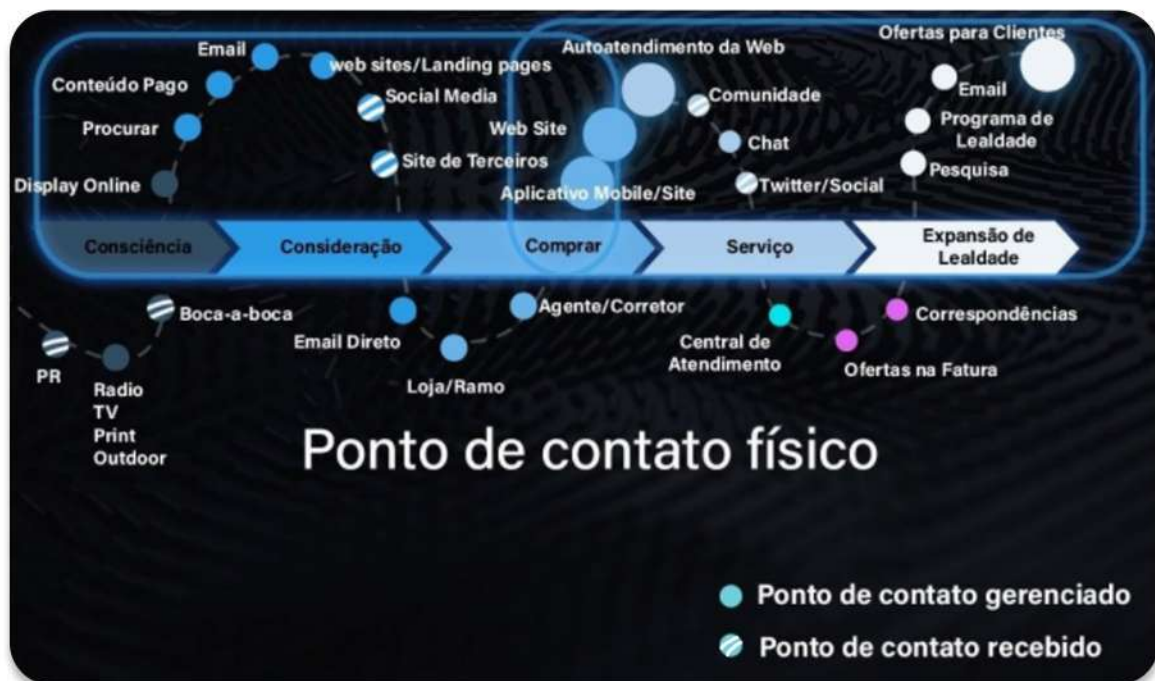 Email
web sites/Landing pages
Conteúdo Pago
Social Media
Procurar
Site de Terceiros
Display Online
Autoatendimento da Web
Web Site
Aplicativo Mobile/Site
Comunidade
Chat
Twitter/Social
Ofertas para Clientes
Email
Programa de
Lealdade
Pesquisa
Consciência
Consideração
Comprar
Serviço
Expansão de
Lealdade
PR
Radio
TV
Print
Outdoor
Boca-a-boca
Email Direto
Loja/Ramo
Agente/Corretor
Central de
Atendimento
Ofertas na Fatura
Correspondências
Ponto de contato físico
Ponto de contato gerenciado
Ponto de contato recebido